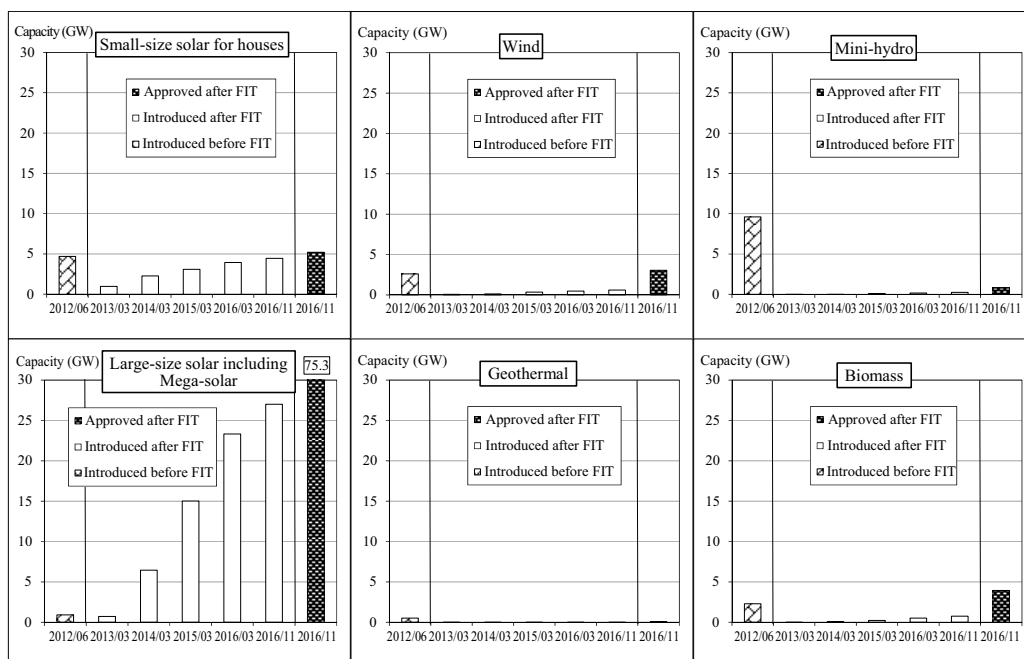 Capacity (GW)
Small-size solar for houses
30
25
20
15
10
5
0
Approved after FIT
Introduced after FIT
Introduced before FIT
2012/06 2013/03 2014/03 2015/03 2016/03 2016/11 2016/11
Capacity (GW)
Wind
30
25
20
15
10
5
0
Approved after FIT
Introduced after FIT
Introduced before FIT
2012/06 2013/03 2014/03 2015/03 2016/03 2016/11 2016/11
Capacity (GW)
Mini-hydro
30
25
20
15
10
5
0
Approved after FIT
Introduced after FIT
Introduced before FIT
2012/06 2013/03 2014/03 2015/03 2016/03 2016/11 2016/11
Capacity (GW)
Large-size solar including
Mega-solar
75.3
30
25
20
15
10
5
0
Approved after FIT
Introduced after FIT
Introduced before FIT
2012/06 2013/03 2014/03 2015/03 2016/03 2016/11 2016/11
Capacity (GW)
Geothermal
30
25
20
15
10
5
0
Approved after FIT
Introduced after FIT
Introduced before FIT
2012/06 2013/03 2014/03 2015/03 2016/03 2016/11 2016/11
Capacity (GW)
Biomass
30
25
20
15
10
5
0
Approved after FIT
Introduced after FIT
Introduced before FIT
2012/06 2013/03 2014/03 2015/03 2016/03 2016/11 2016/11